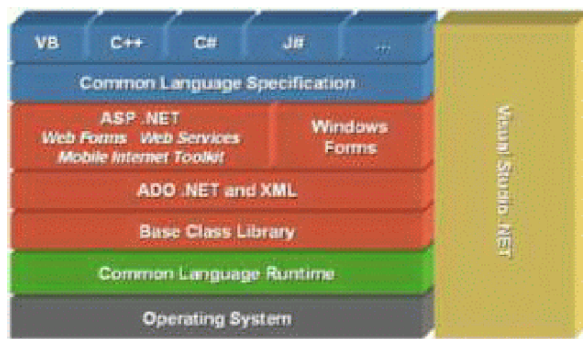 VB C++ C# J# ...
Common Language Specification
ASP .NET
Web Forms Web Services
Mobile Internet Toolkit
Windows
Forms
ADO .NET and XML
Base Class Library
Common Language Runtime
Operating System
Visual Studio .NET